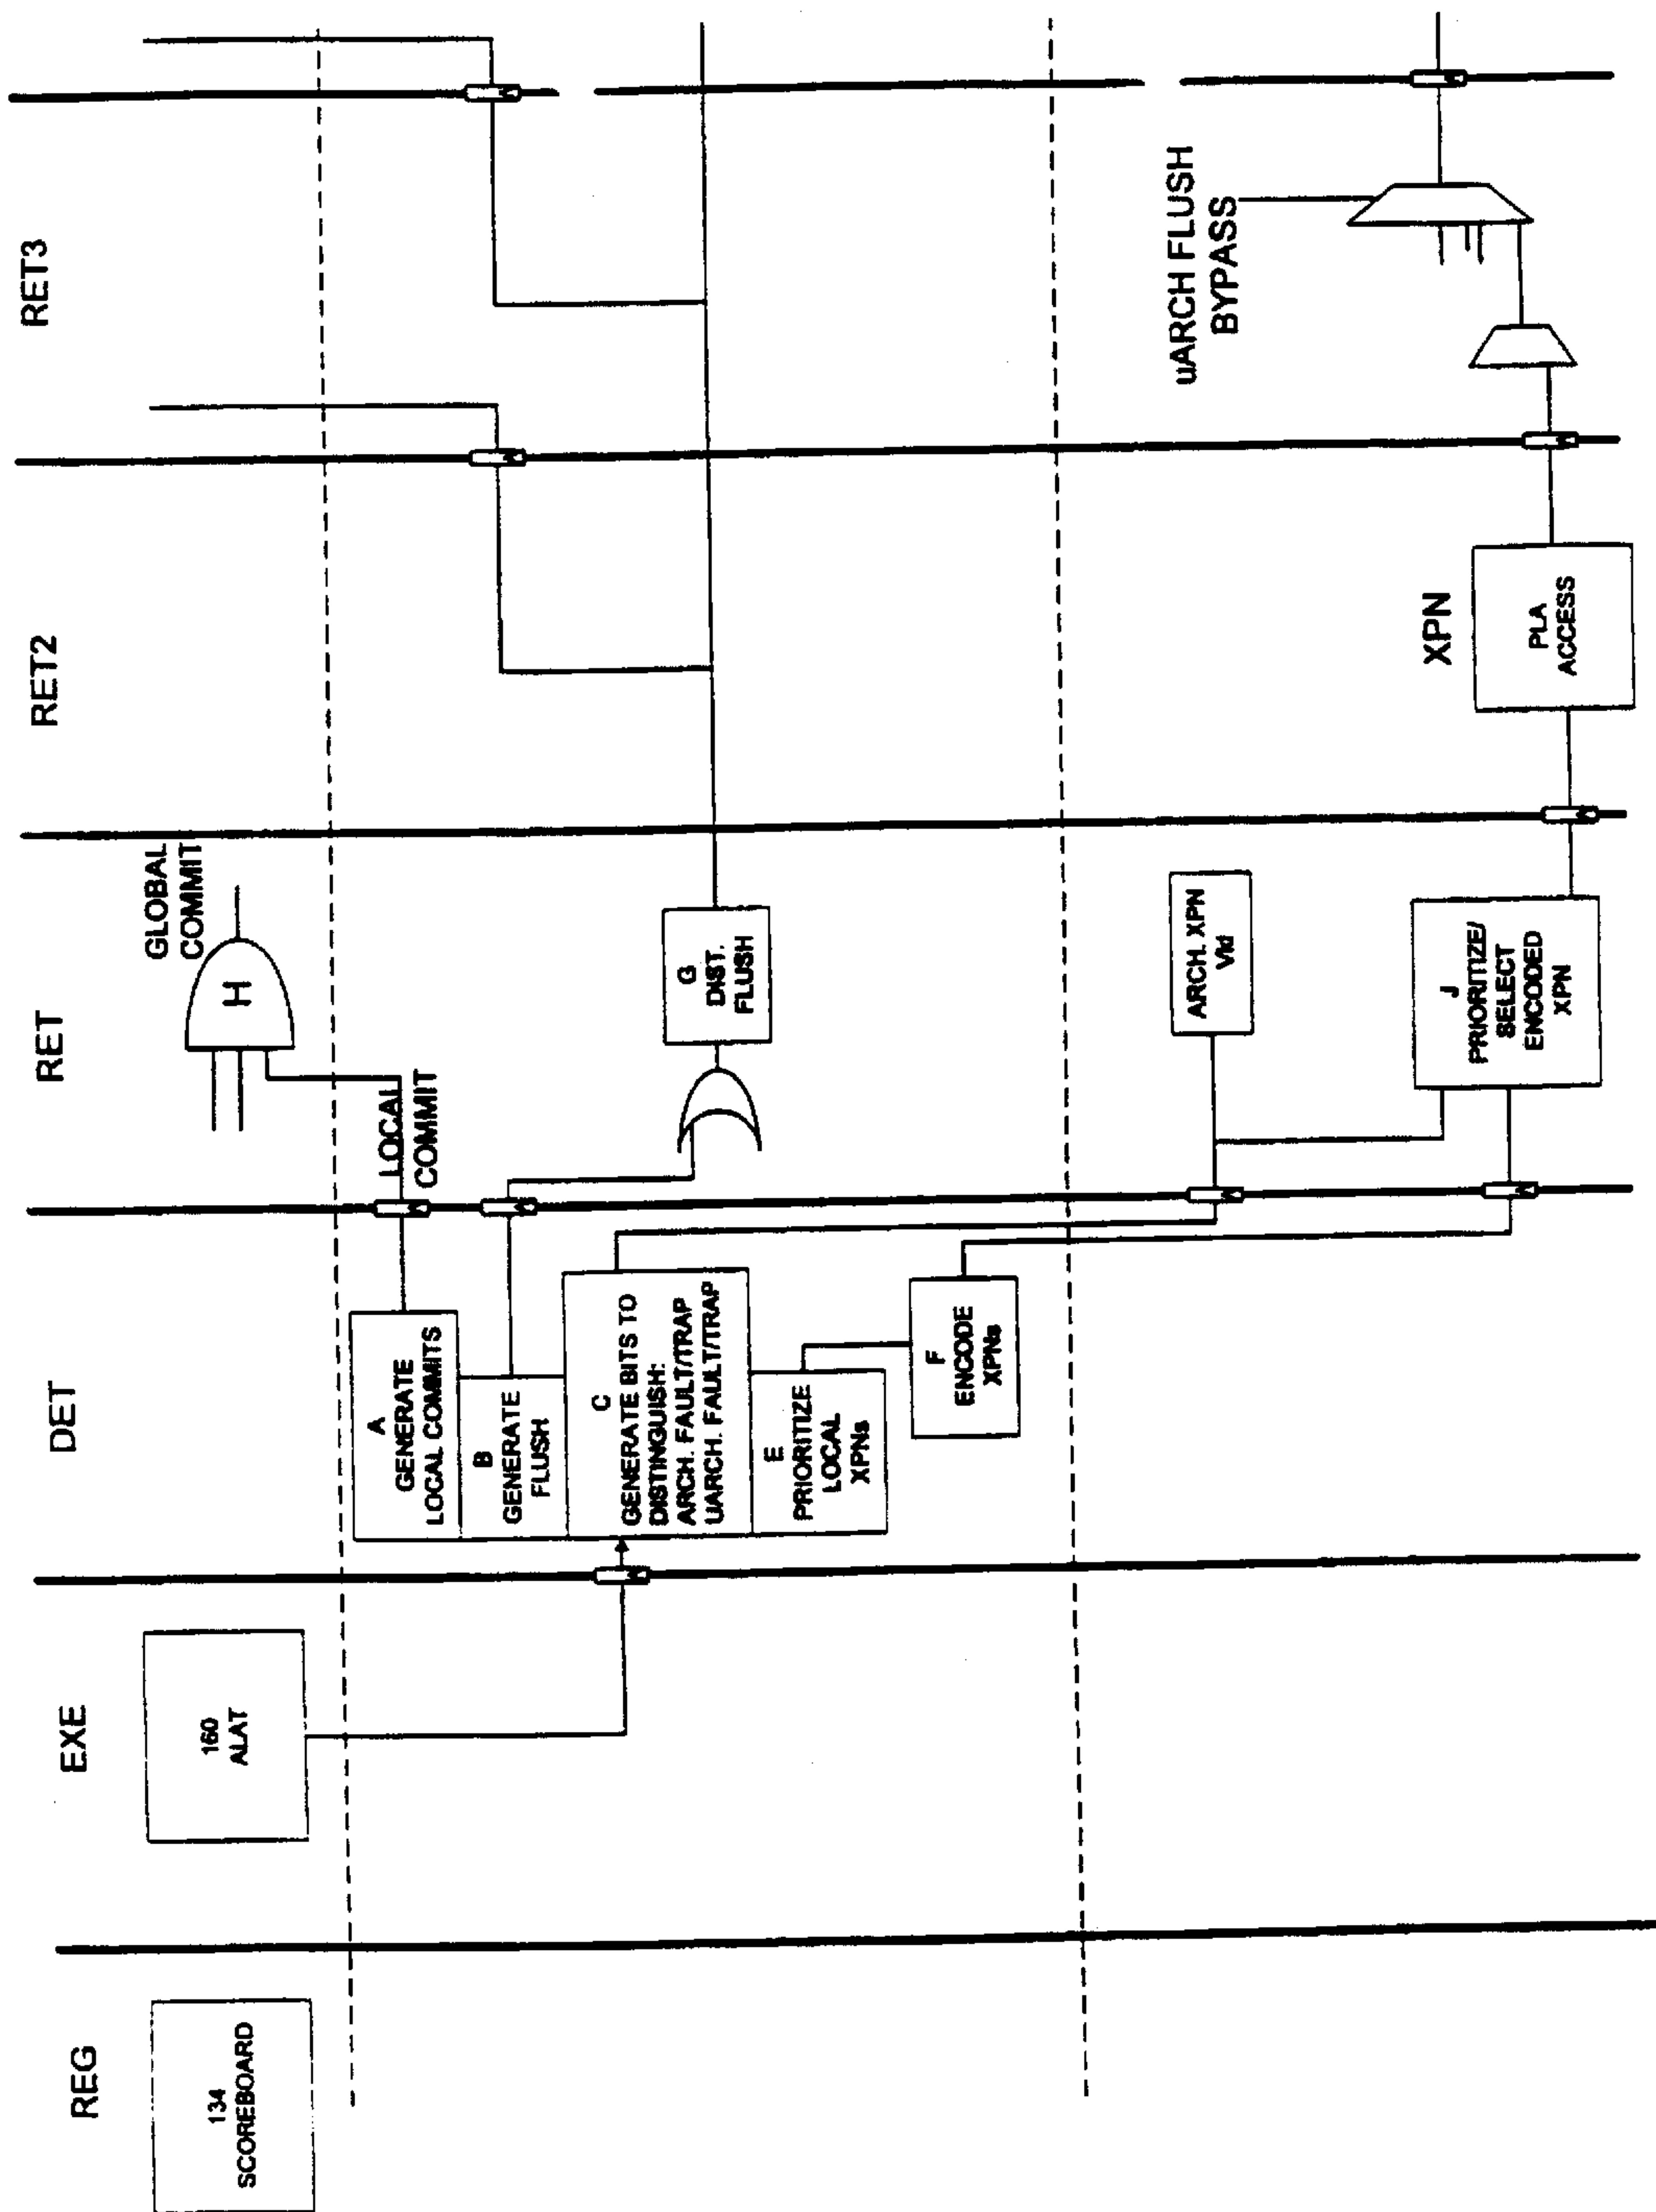 REG
EXE
DET
RET
RET2
RET3
134
SCOREBOARD
160
ALAT
A
GENERATE
LOCAL COMMITS
B
GENERATE
FLUSH
C
GENERATE BITS TO
DISTINGUISH:
ARCH. FAULT/TRAP
UARCH. FAULT/TRAP
E
PRIORITIZE
LOCAL
XPNs
F
ENCODE
XPNs
LOCAL
COMMIT
H
GLOBAL
COMMIT
G
DIST.
FLUSH
ARCH. XPN
Vld
J
PRIORITIZE/
SELECT
ENCODED
XPN
XPN
PLA
ACCESS
uARCH FLUSH
BYPASS